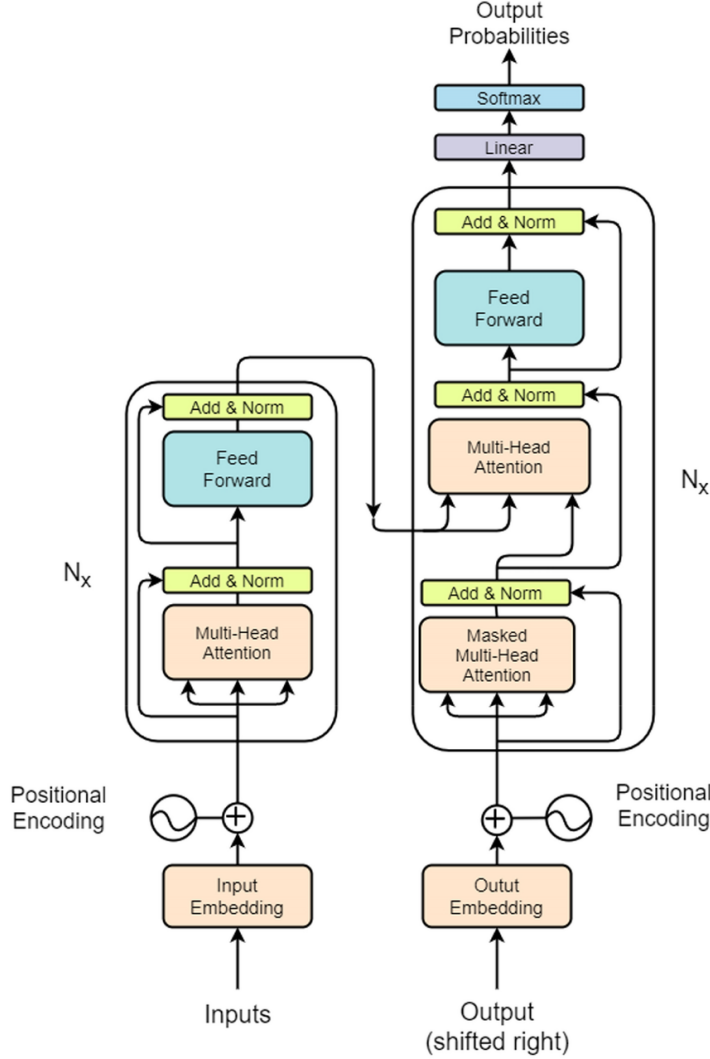 Output
Probabilities
Softmax
Linear
Add & Norm
Feed
Forward
Add & Norm
Multi-Head
Attention
N x
Add & Norm
Masked
Multi-Head
Attention
Add & Norm
Feed
Forward
N x
Add & Norm
Multi-Head
Attention
Positional
Encoding
Positional
Encoding
Input
Embedding
Outut
Embedding
Inputs
Output
(shifted right)